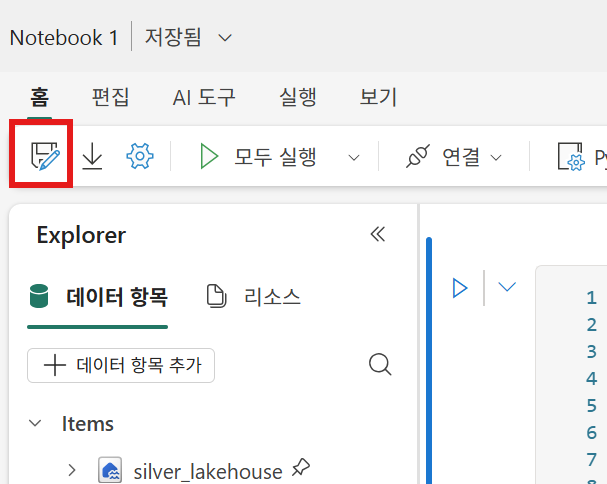 Notebook 1 저장됨
홈 편집 AI 도구 실행 보기
모두 실행 연결
Explorer
데이터 항목 리소스
데이터 항목 추가
Items
silver_lakehouse
1
2
3
4
5
6
7
8